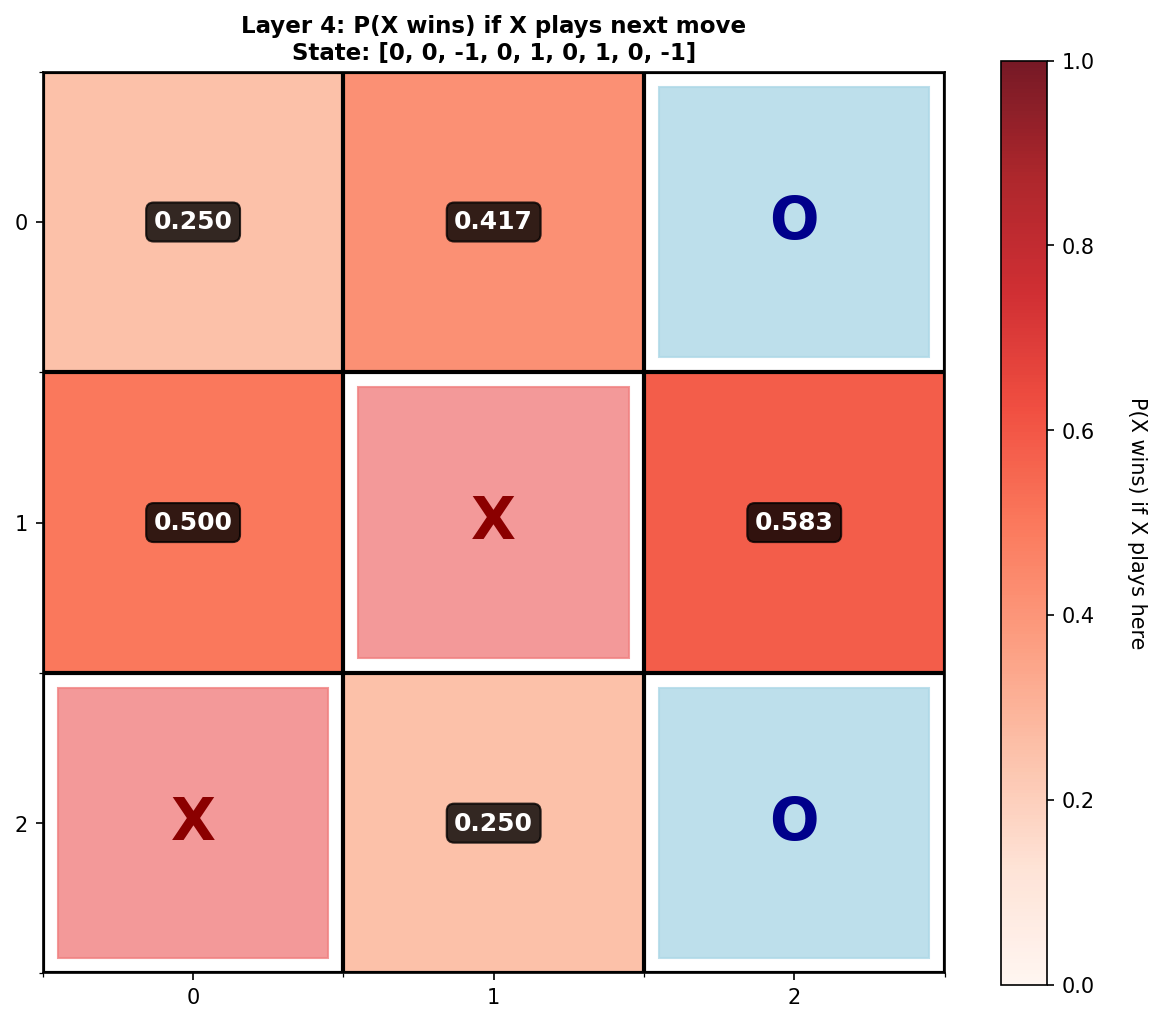 Layer 4: P(X wins) if X plays next move
State: [0, 0, -1, 0, 1, 0, 1, 0, -1]
0.250
0.417
O
0.500
X
0.583
X
0.250
O
0
1
2
0
1
2
1.0
0.8
0.6
0.4
0.2
0.0
P(X wins) if X plays here